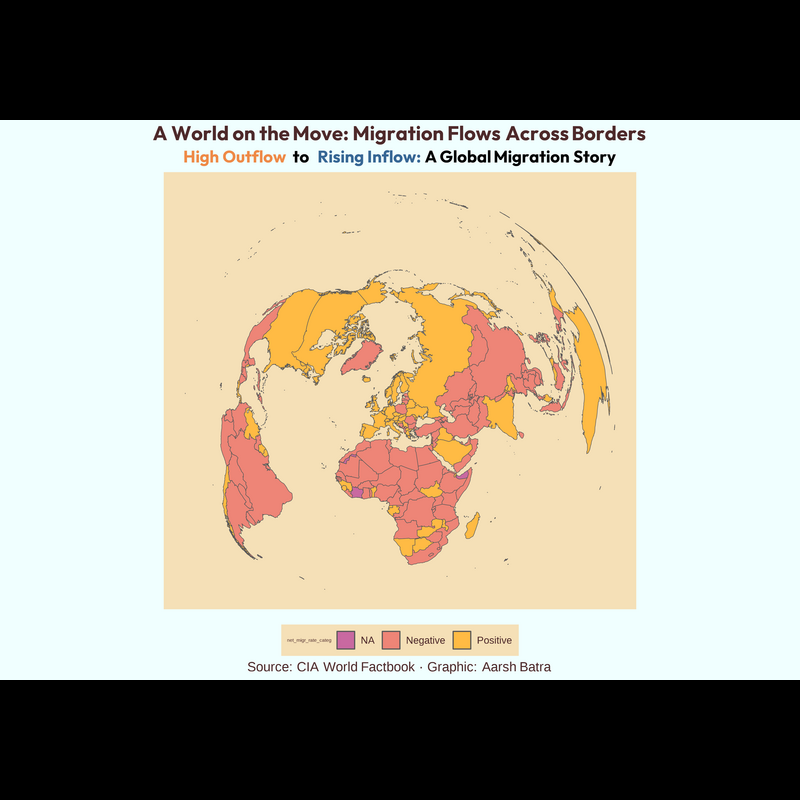 A World on the Move: Migration Flows Across Borders
High Outflow to Rising Inflow: A Global Migration Story
net_migr_rate_categ NA Negative Positive
Source: CIA World Factbook · Graphic: Aarsh Batra